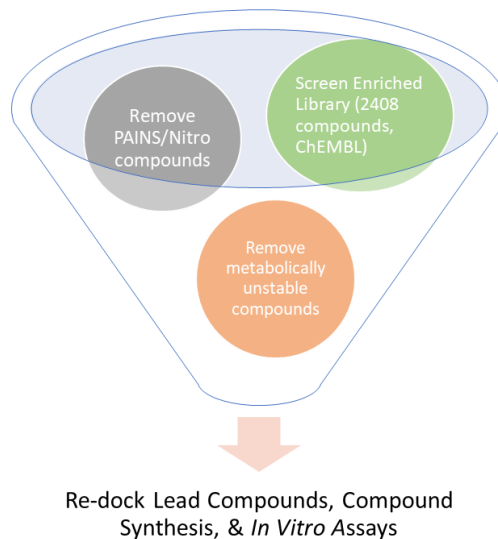 Screen Enriched
Library (2408
compounds,
ChEMBL)
Remove
PAINS/Nitro
compounds
Remove
metabolically
unstable
compounds
Re-dock Lead Compounds, Compound
Synthesis, & In Vitro Assays